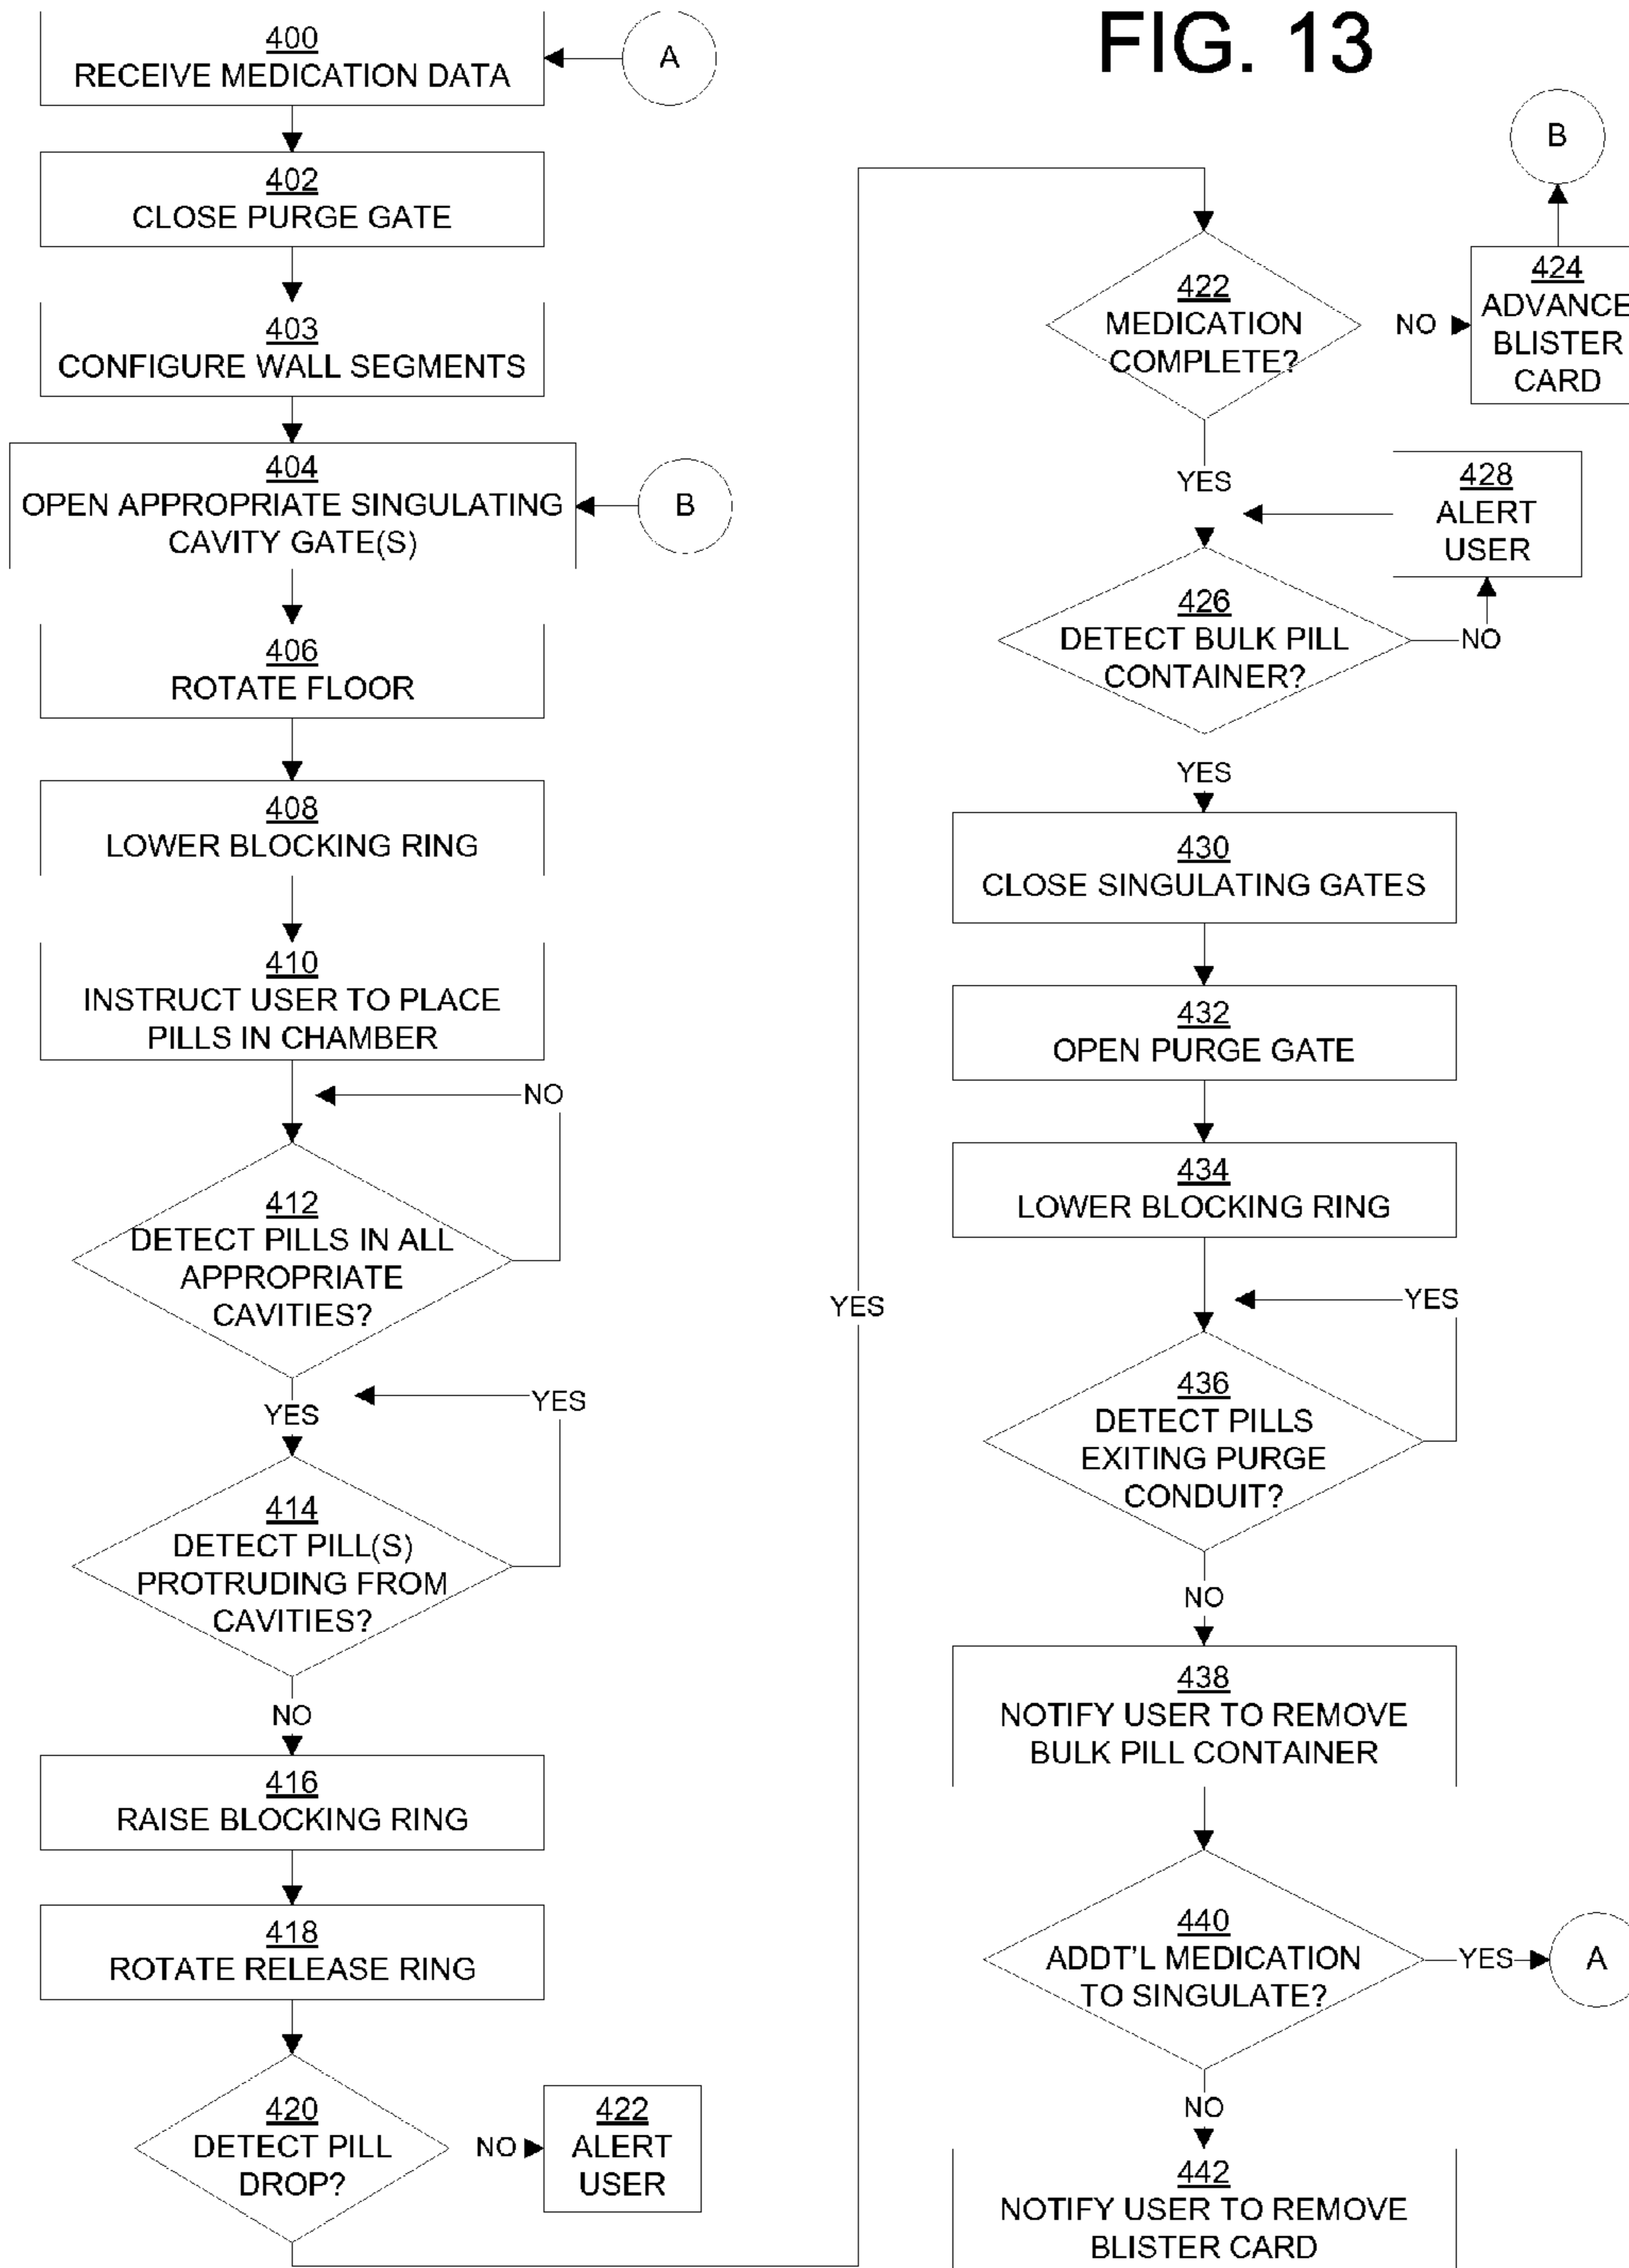 FIG. 13
400
RECEIVE MEDICATION DATA
A
402
CLOSE PURGE GATE
403
CONFIGURE WALL SEGMENTS
404
OPEN APPROPRIATE SINGULATING
CAVITY GATE(S)
B
406
ROTATE FLOOR
408
LOWER BLOCKING RING
410
INSTRUCT USER TO PLACE
PILLS IN CHAMBER
NO
412
DETECT PILLS IN ALL
APPROPRIATE
CAVITIES?
YES
YES
414
DETECT PILL(S)
PROTRUDING FROM
CAVITIES?
NO
416
RAISE BLOCKING RING
418
ROTATE RELEASE RING
420
DETECT PILL
DROP?
NO
422
ALERT
USER
YES
422
MEDICATION
COMPLETE?
NO
424
ADVANCE
BLISTER
CARD
B
YES
428
ALERT
USER
426
DETECT BULK PILL
CONTAINER?
NO
YES
430
CLOSE SINGULATING GATES
432
OPEN PURGE GATE
434
LOWER BLOCKING RING
YES
436
DETECT PILLS
EXITING PURGE
CONDUIT?
NO
438
NOTIFY USER TO REMOVE
BULK PILL CONTAINER
440
ADDT'L MEDICATION
TO SINGULATE?
YES
A
NO
442
NOTIFY USER TO REMOVE
BLISTER CARD